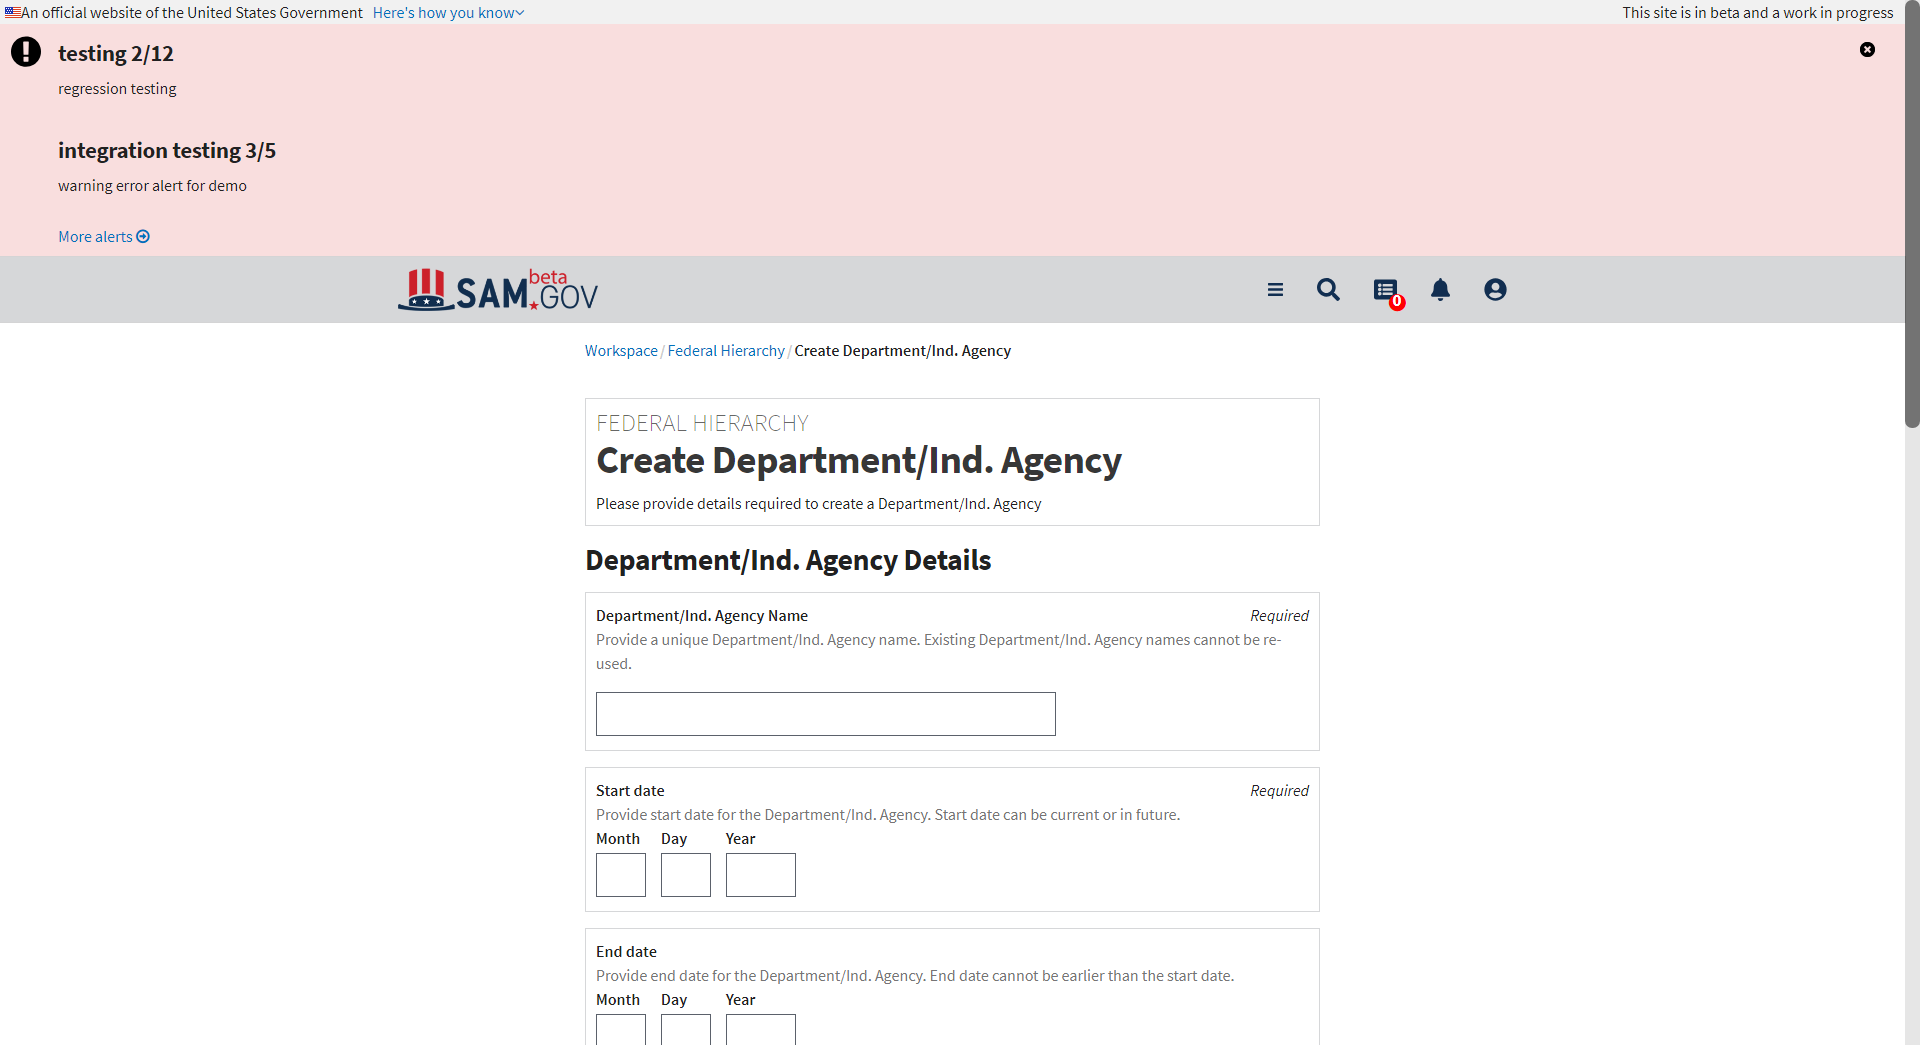 An official website of the United States Government Here's how you know
This site is in beta and a work in progress
testing 2/12
regression testing
integration testing 3/5
warning error alert for demo
More alerts
SAM.GOV beta
0
Workspace / Federal Hierarchy / Create Department/Ind. Agency
FEDERAL HIERARCHY
Create Department/Ind. Agency
Please provide details required to create a Department/Ind. Agency
Department/Ind. Agency Details
Department/Ind. Agency Name Required
Provide a unique Department/Ind. Agency name. Existing Department/Ind. Agency names cannot be re-
used.
Start date Required
Provide start date for the Department/Ind. Agency. Start date can be current or in future.
Month Day Year
End date
Provide end date for the Department/Ind. Agency. End date cannot be earlier than the start date.
Month Day Year